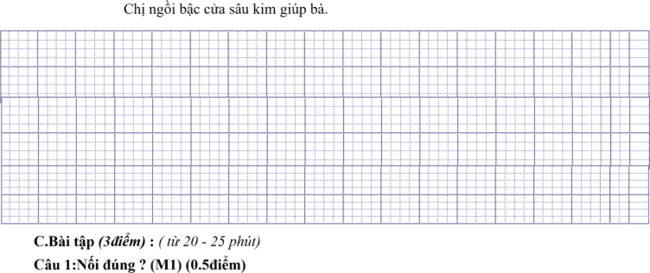 Chị ngồi bậc cửa sâu kim giúp bà.
C.Bài tập (3điểm) : ( từ 20 - 25 phút)
Câu 1:Nối đúng ? (M1) (0.5điểm)